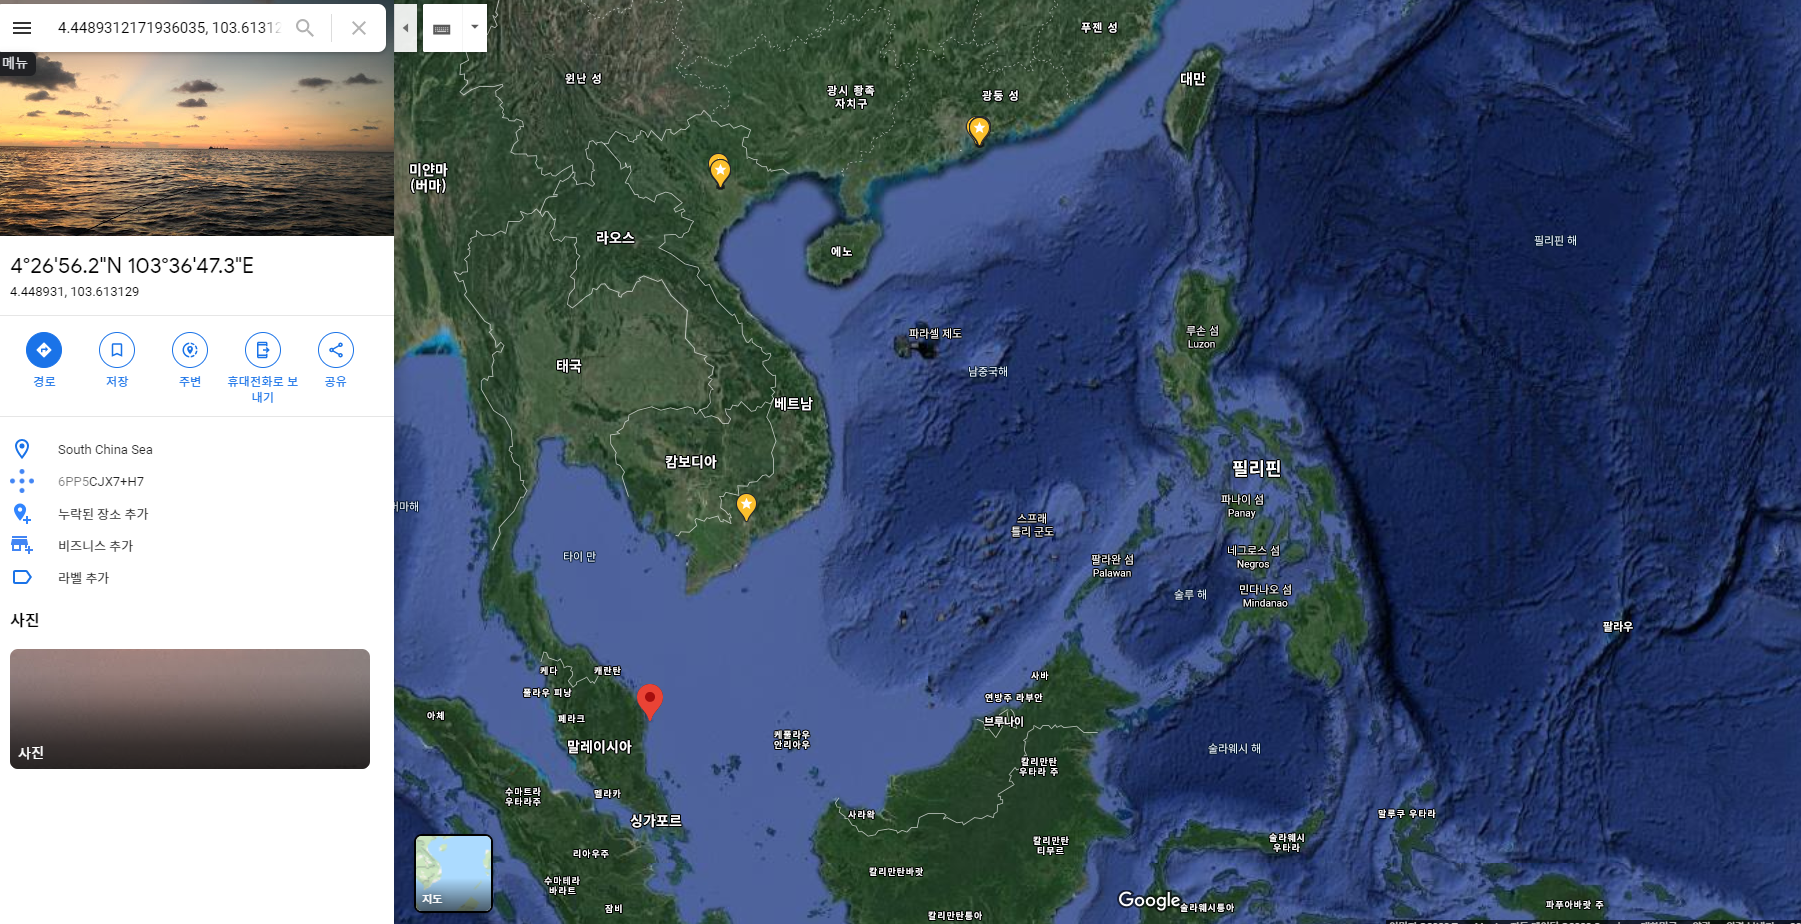 4.4489312171936035, 103.61312
메뉴
4°26'56.2"N 103°36'47.3"E
4.448931, 103.613129
경로
저장
주변
휴대전화로 보
내기
공유
South China Sea
6PP5CJX7+H7
누락된 장소 추가
비즈니스 추가
라벨 추가
사진
사진
푸젠 성
윈난 성
대만
광시 좡족
자치구
광둥 성
미얀마
(버마)
라오스
에노
필리핀 해
파라셀 제도
루손 섬
Luzon
태국
남중국해
베트남
캄보디아
필리핀
파나이 섬
Panay
스프래
틀리 군도
타이 만
팔라완 섬
Palawan
네그로스 섬
Negros
술루 해
민다나오 섬
Mindanao
팔라우
케다
캐란탄
사바
풀라우 피낭
연방주 라부안
아체
페라크
브루나이
말레이시아
케풀라우
안리아우
술라웨시 해
칼리만탄
우타라 주
수마트라
우타라주
멜라카
싱가포르
사라왁
말루쿠 우타라
칼리만탄
티무르
술라웨시
우타라
리아우주
칼리만탄바랏
수마테라
바라트
잠비
지도
Google
술라웨시통아
칼리만탄통아
파푸아바랏 주